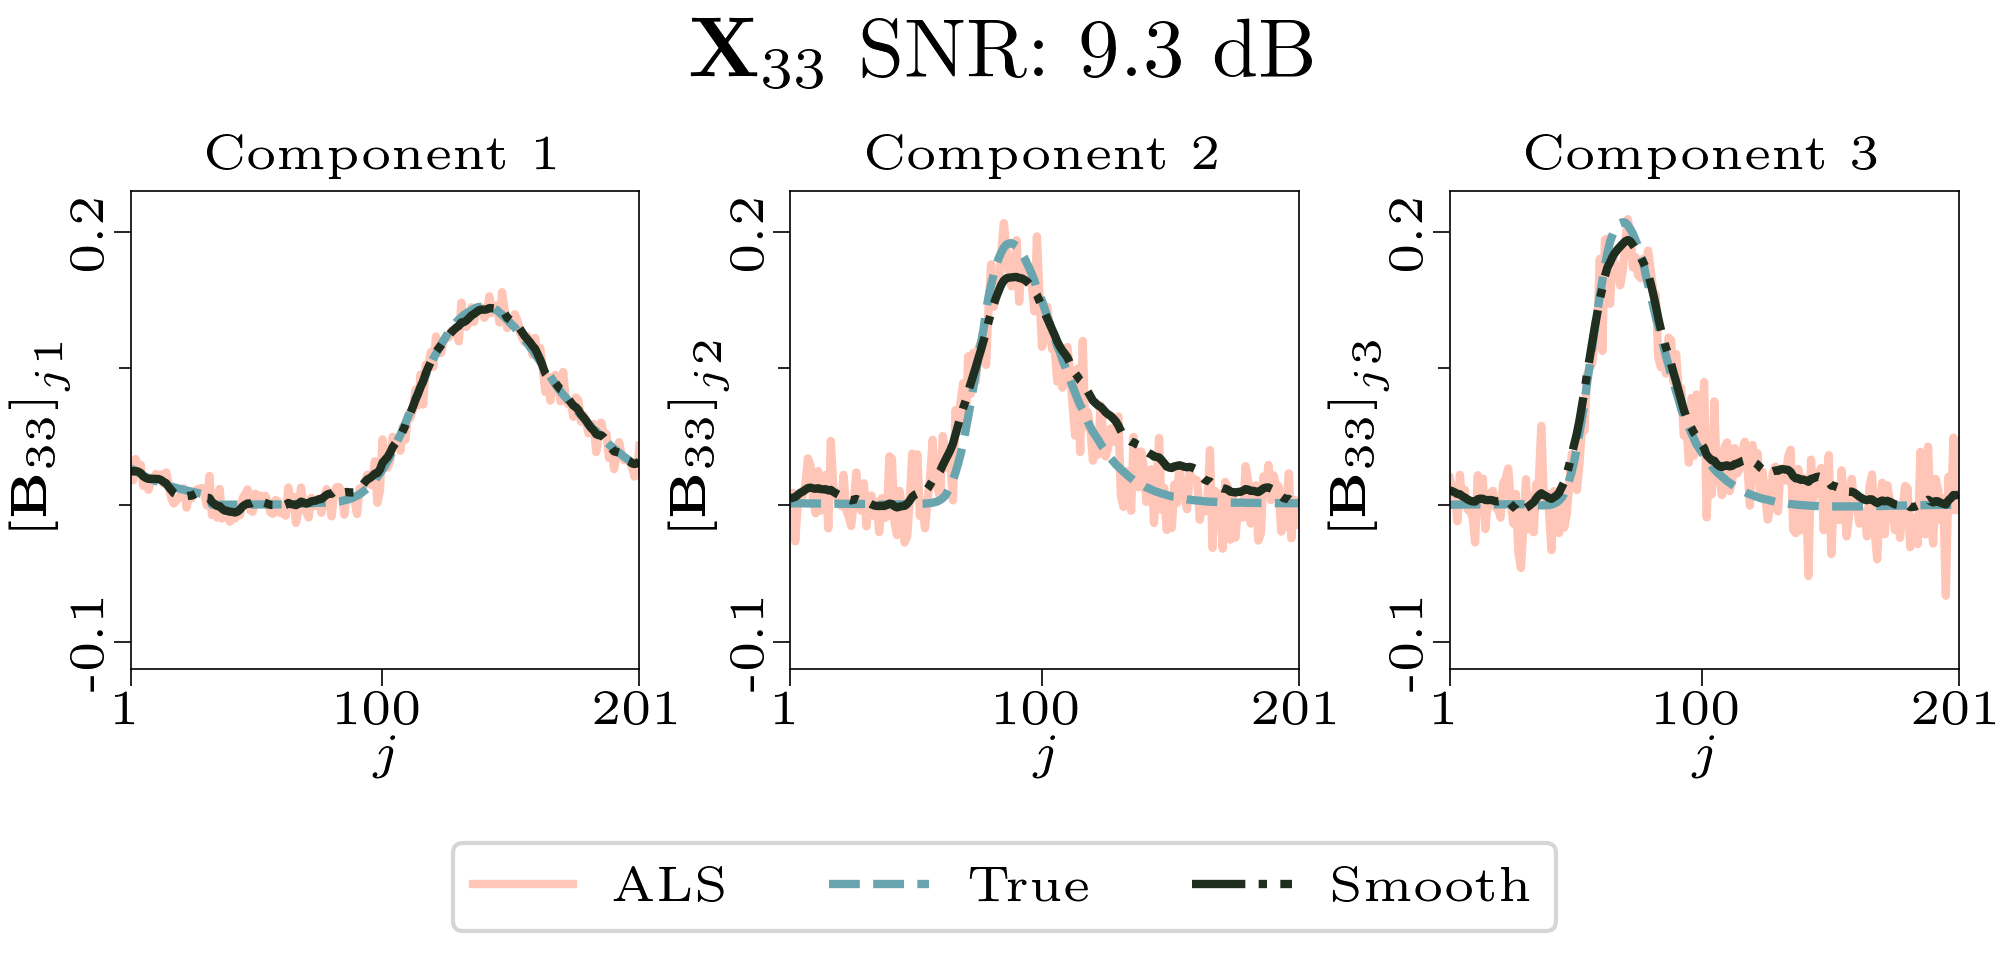 X₃₃ SNR: 9.3 dB
Component 1
Component 2
Component 3
[B₃₃]ⱼ₁
0.2
-0.1
1 100 201
j
[B₃₃]ⱼ₂
0.2
-0.1
1 100 201
j
[B₃₃]ⱼ₃
0.2
-0.1
1 100 201
j
ALS True Smooth